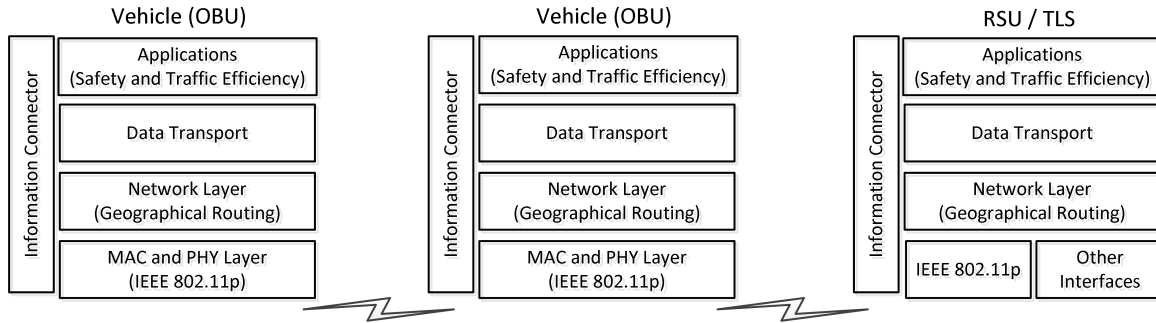 Vehicle (OBU)
Information Connector
Applications
(Safety and Traffic Efficiency)
Data Transport
Network Layer
(Geographical Routing)
MAC and PHY Layer
(IEEE 802.11p)
Vehicle (OBU)
Information Connector
Applications
(Safety and Traffic Efficiency)
Data Transport
Network Layer
(Geographical Routing)
MAC and PHY Layer
(IEEE 802.11p)
RSU / TLS
Information Connector
Applications
(Safety and Traffic Efficiency)
Data Transport
Network Layer
(Geographical Routing)
IEEE 802.11p
Other
Interfaces